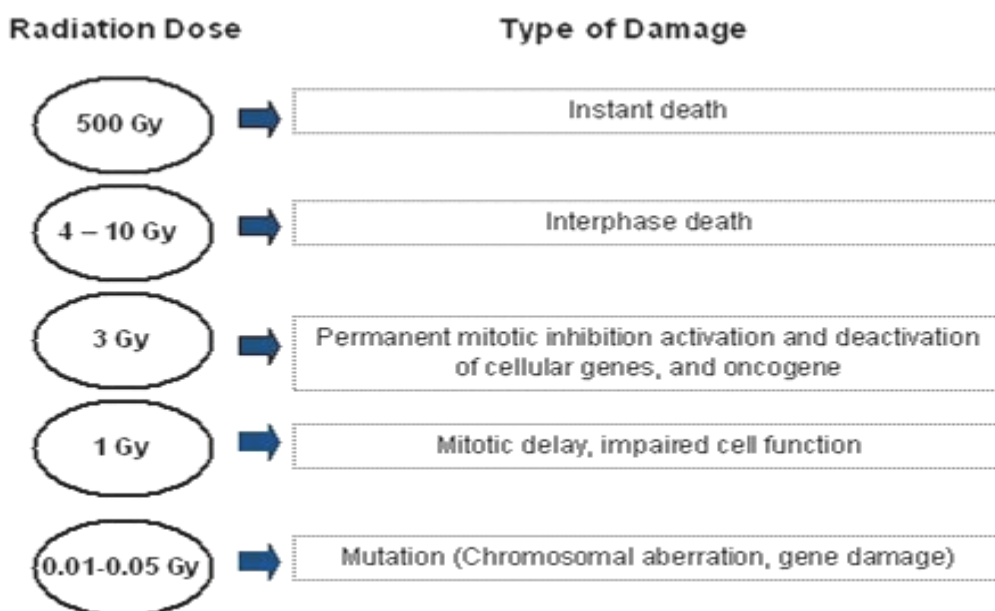 Radiation Dose Type of Damage
500 Gy Instant death
4 – 10 Gy Interphase death
3 Gy Permanent mitotic inhibition activation and deactivation
of cellular genes, and oncogene
1 Gy Mitotic delay, impaired cell function
0.01-0.05 Gy Mutation (Chromosomal aberration, gene damage)